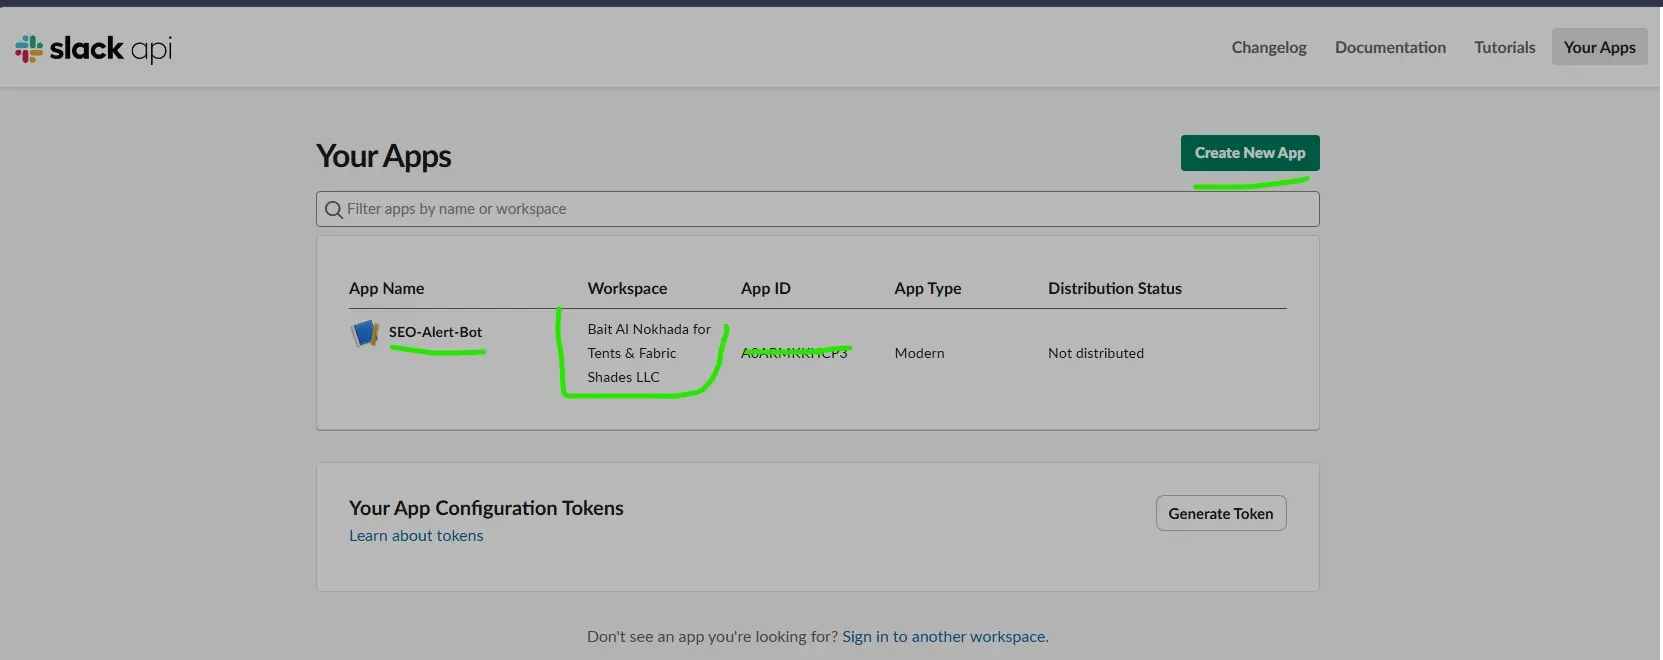 slack api
Changelog Documentation Tutorials Your Apps
Your Apps
Create New App
Filter apps by name or workspace
App Name Workspace App ID App Type Distribution Status
SEO-Alert-Bot
Bait Al Nokhada for
Tents & Fabric
Shades LLC
Modern
Not distributed
Your App Configuration Tokens
Learn about tokens
Generate Token
Don't see an app you're looking for? Sign in to another workspace.